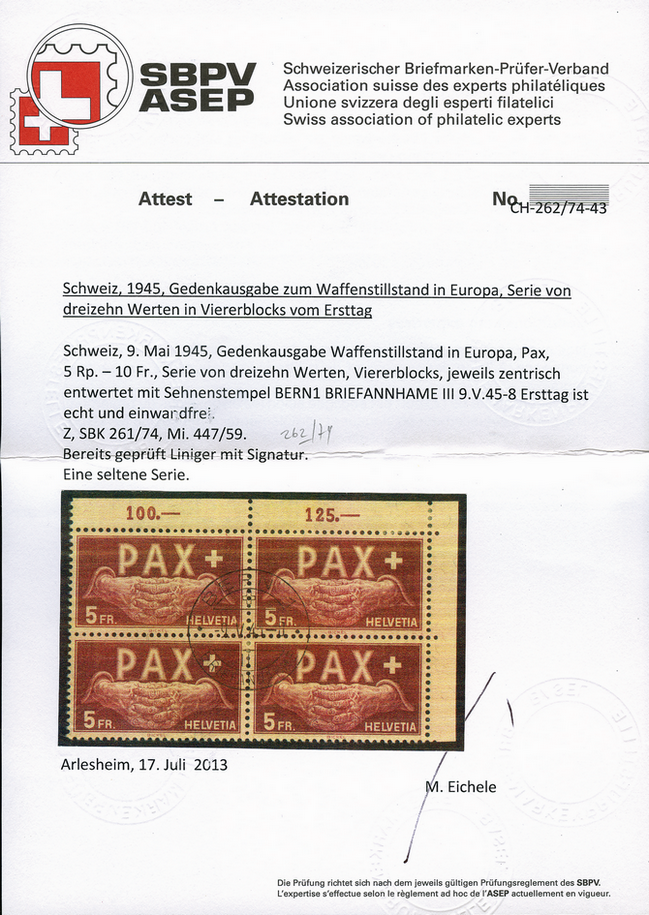 SBPV
ASEP
Schweizerischer Briefmarken-Prüfer-Verband
Association suisse des experts philatéliques
Unione svizzera degli esperti filatelici
Swiss association of philatelic experts
Attest – Attestation No.
CH-262/74-43
Schweiz, 1945, Gedenkausgabe zum Waffenstillstand in Europa, Serie von
dreizehn Werten in Viererblocks vom Ersttag
Schweiz, 9. Mai 1945, Gedenkausgabe Waffenstillstand in Europa, Pax,
5 Rp. – 10 Fr., Serie von dreizehn Werten, Viererblocks, jeweils zentrisch
entwertet mit Sehnenstempel BERN1 BRIEFANNHAME III 9.V.45-8 Ersttag ist
echt und einwandfrei.
Z, SBK 261/74, Mi. 447/59. 262/74
Bereits geprüft Liniger mit Signatur.
Eine seltene Serie.
100.— 125.—
PAX PAX
5 FR. HELVETIA 5 FR. HELVETIA
PAX PAX
5 FR. HELVETIA 5 FR. HELVETIA
Arlesheim, 17. Juli 2013
M. Eichele
Die Prüfung richtet sich nach dem jeweils gültigen Prüfungsreglement des SBPV.
L'expertise s'effectue selon le règlement ad hoc de l'ASEP actuellement en vigueur.